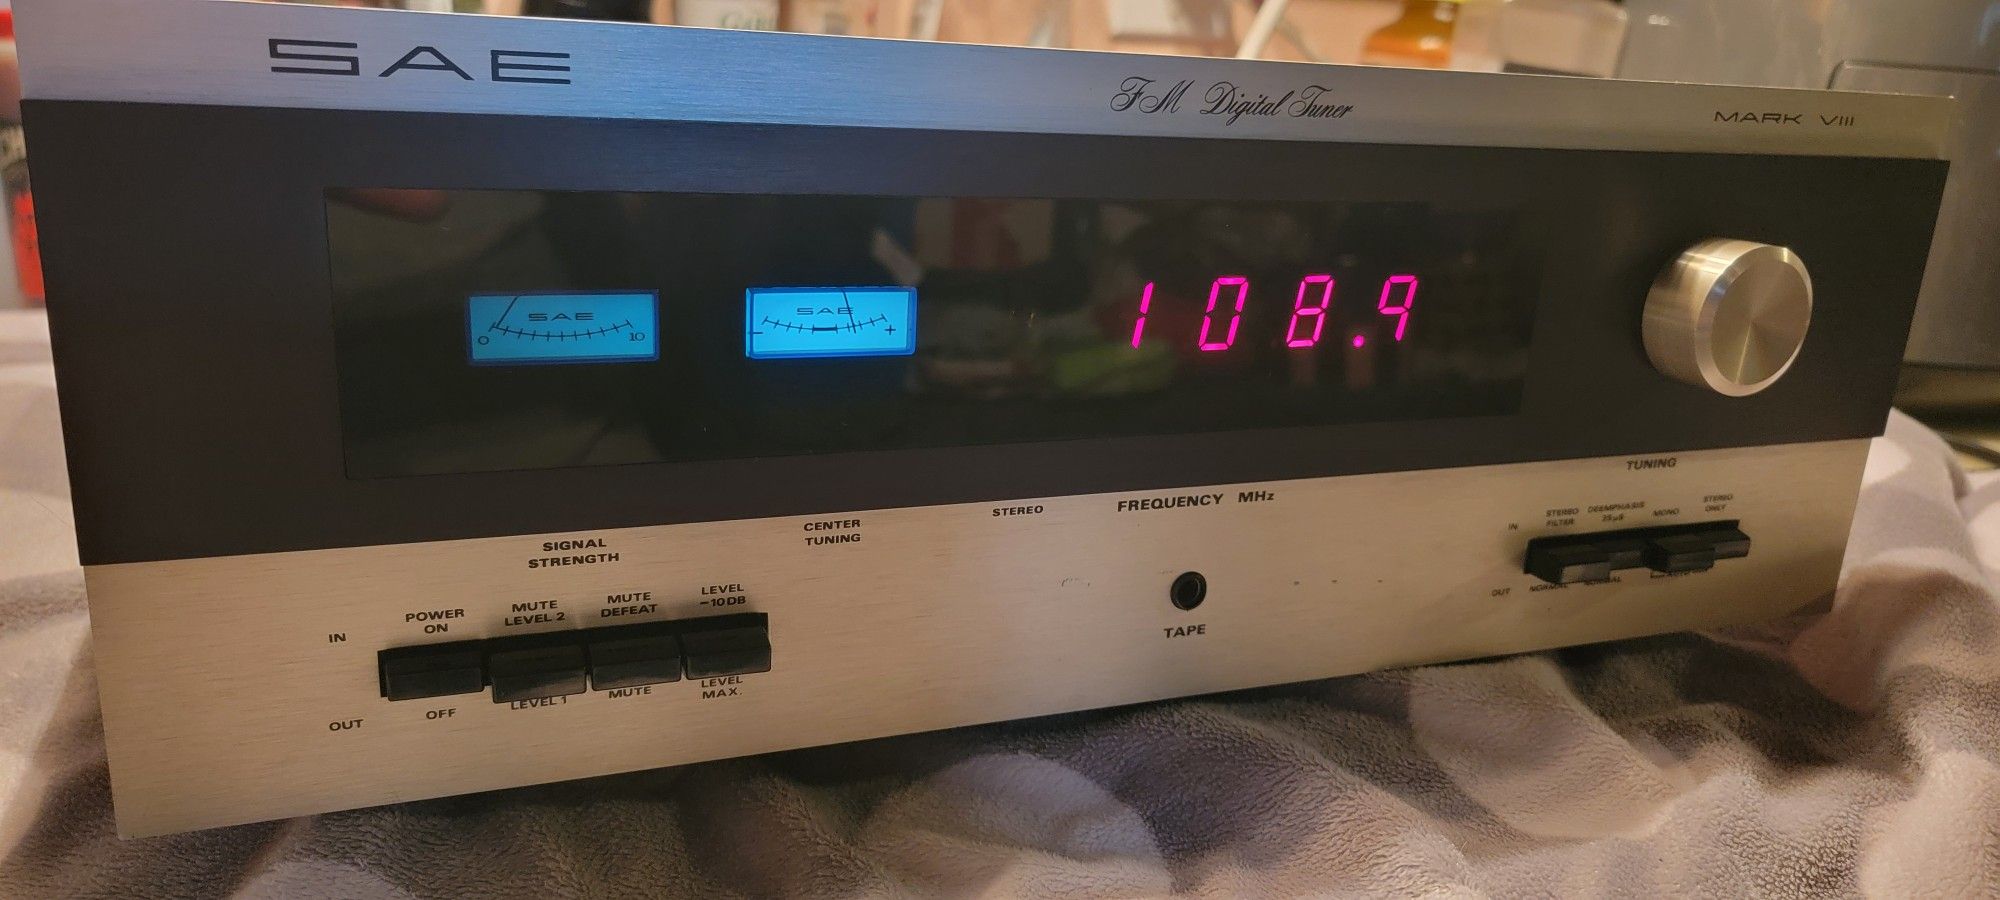 SAE
FM Digital Tuner
MARK VIII
SAE
0 10
SAE
- +
108.9
TUNING
FREQUENCY MHz
STEREO
CENTER
TUNING
SIGNAL
STRENGTH
IN
STEREO
FILTER
DEEMPHASIS
25µS
MONO
STEREO
ONLY
OUT
NORMAL
NORMAL
IN
POWER
ON
MUTE
LEVEL 2
MUTE
DEFEAT
LEVEL
-10DB
OUT
OFF
LEVEL 1
MUTE
LEVEL
MAX.
TAPE